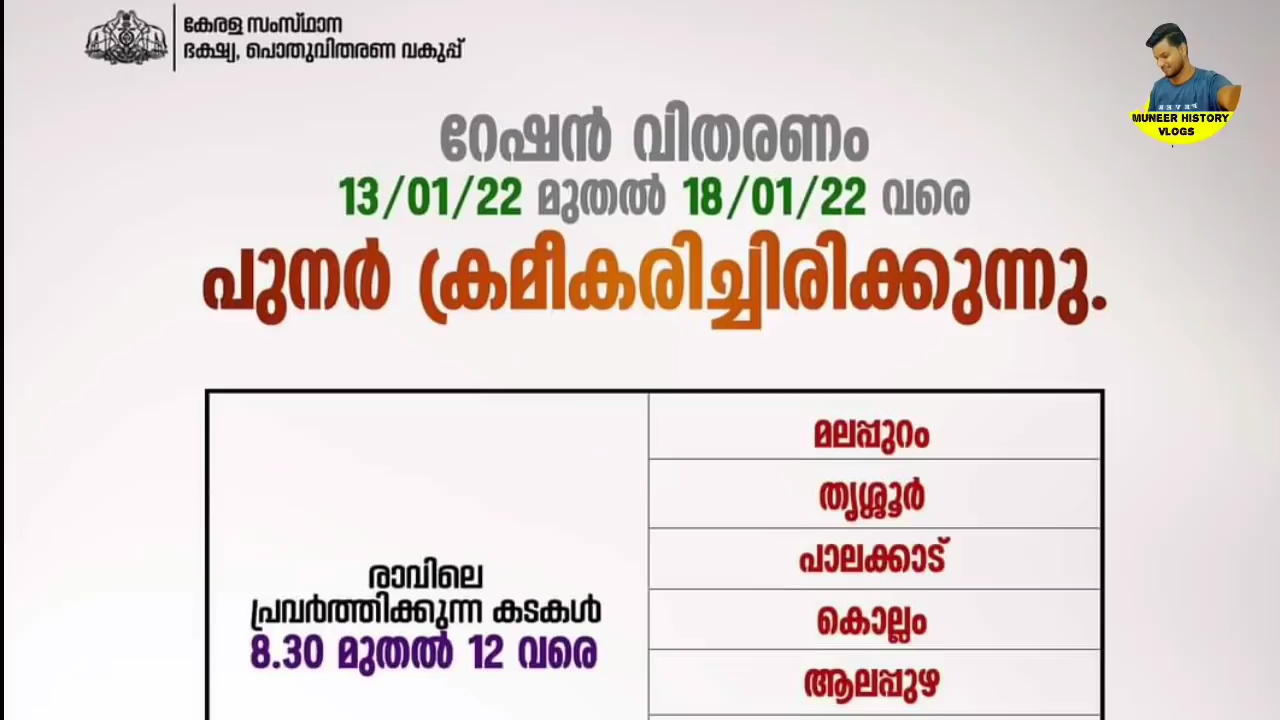 കേരള സംസ്ഥാന
ഭക്ഷ്യ, പൊതുവിതരണ വകുപ്പ്
MUNEER HISTORY
VLOGS
റേഷൻ വിതരണം
13/01/22 മുതൽ 18/01/22 വരെ
പുനർ ക്രമീകരിച്ചിരിക്കുന്നു.
മലപ്പുറം
തൃശ്ശൂർ
പാലക്കാട്
കൊല്ലം
ആലപ്പുഴ
രാവിലെ
പ്രവർത്തിക്കുന്ന കടകൾ
8.30 മുതൽ 12 വരെ